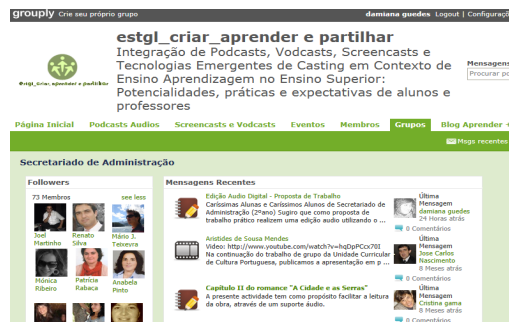 grouply Crie seu próprio grupo
damiana guedes Logout | Configuraçõ
estgl_criar_aprender e partilhar
Integração de Podcasts, Vodcasts, Screencasts e
Tecnologias Emergentes de Casting em Contexto de
Ensino Aprendizagem no Ensino Superior:
Potencialidades, práticas e expectativas de alunos e
professores
estgl_criar_aprender e partilhar
Mensagens
Procurar po
Página Inicial Podcasts Audios Screencasts e Vodcasts Eventos Membros Grupos Blog Aprender +
Msgs recentes
Secretariado de Administração
Followers
73 Membros see less
Joel Martinho
Renato Silva
Mário J. Teixeira
Mónica Ribeiro
Patrícia Rabaca
Anabela Pinto
Mensagens Recentes
Edição Audio Digital - Proposta de Trabalho
Caríssimas Alunas e Caríssimos Alunos de Secretariado de
Administração (2ºano) Sugiro que como proposta de
trabalho prático realizem uma edição audio utilizando o ...
Última
Mensagem
damiana guedes
24 Horas atrás
0 Comentários
Aristides de Sousa Mendes
Video: http://www.youtube.com/watch?v=hqDpPCcx70I
Na continuação do trabalho de grupo da Unidade Curricular
de Cultura Portuguesa, publicamos a apresentação em p ...
Última
Mensagem
Jose Carlos
Nascimento
8 Meses atrás
0 Comentários
Capítulo II do romance "A Cidade e as Serras"
A presente actividade tem como propósito facilitar a leitura
da obra, através de um suporte áudio.
Última
Mensagem
Cristina gama
8 Meses atrás
0 Comentários